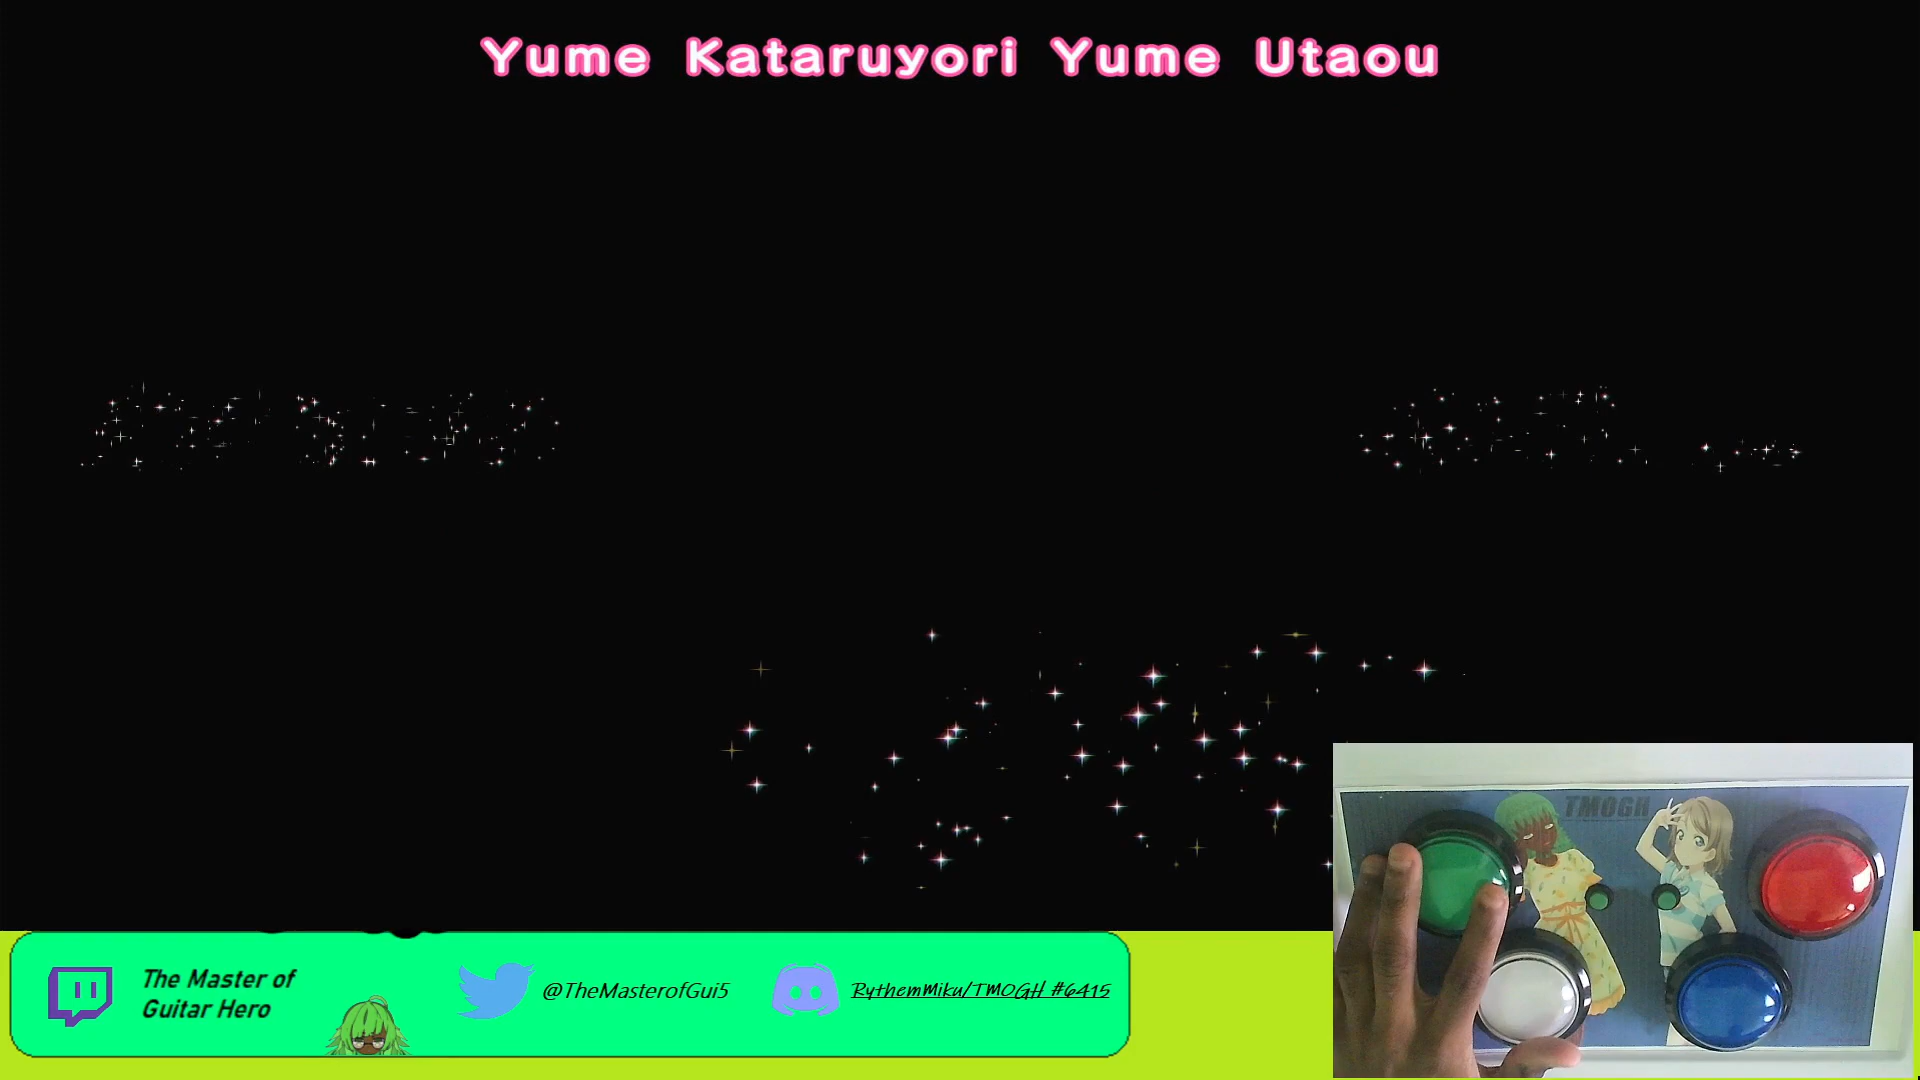 Yume Kataruyori Yume Utaou
TMOGH
The Master of
Guitar Hero
@TheMasterofGui5
RythemMiku/TMOGH #6415